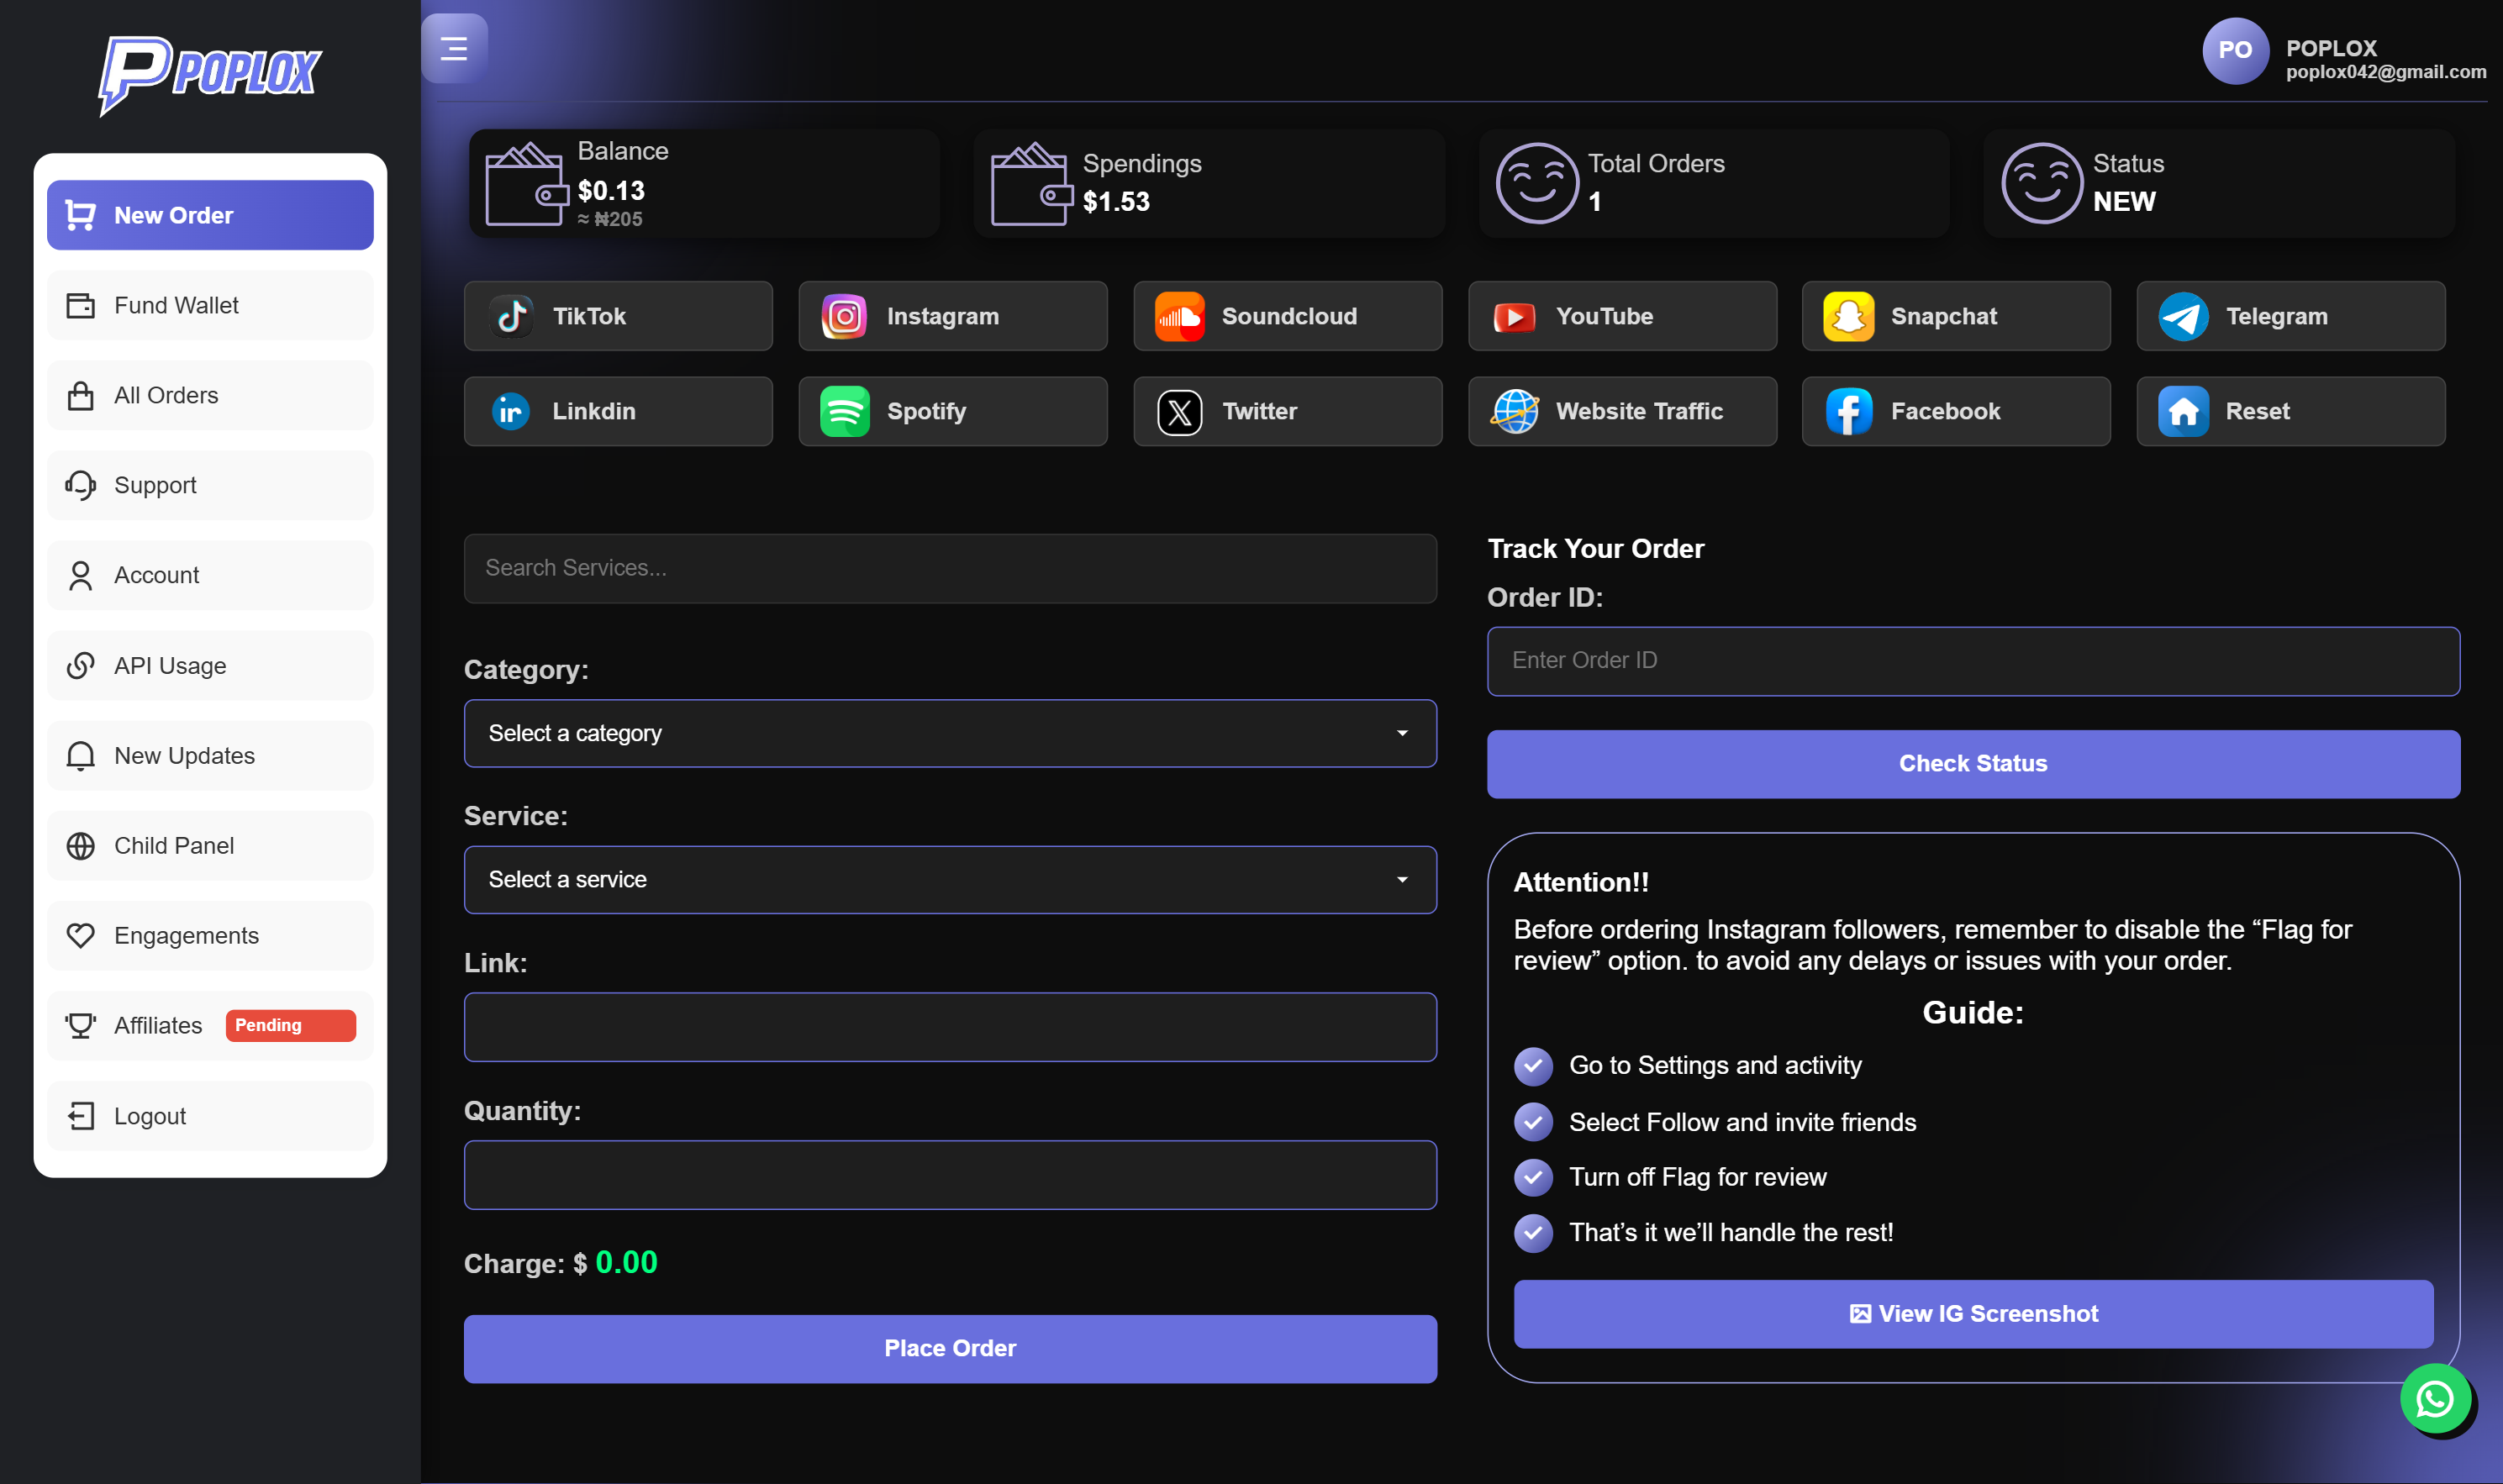 POPLOX
New Order
Fund Wallet
All Orders
Support
Account
API Usage
New Updates
Child Panel
Engagements
Affiliates Pending
Logout
PO
POPLOX
poplox042@gmail.com
Balance
$0.13
≈ ₦205
Spendings
$1.53
Total Orders
1
Status
NEW
TikTok
Instagram
Soundcloud
YouTube
Snapchat
Telegram
Linkdin
Spotify
Twitter
Website Traffic
Facebook
Reset
Search Services...
Category:
Select a category
Service:
Select a service
Link:
Quantity:
Charge: $ 0.00
Place Order
Track Your Order
Order ID:
Enter Order ID
Check Status
Attention!!
Before ordering Instagram followers, remember to disable the “Flag for
review” option. to avoid any delays or issues with your order.
Guide:
Go to Settings and activity
Select Follow and invite friends
Turn off Flag for review
That’s it we’ll handle the rest!
View IG Screenshot